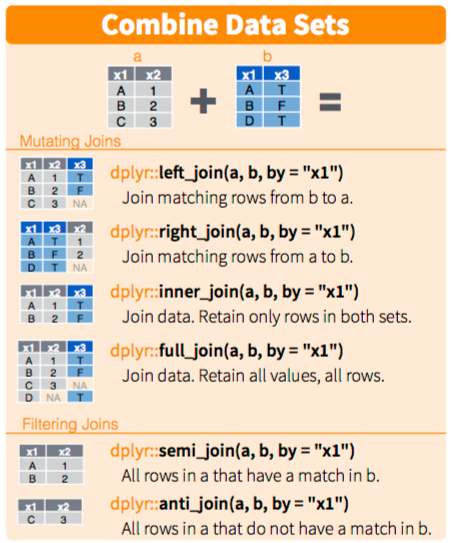 Combine Data Sets
a b
x1 x2 x1 x3
A 1 A T
B 2 + B F =
C 3 D T
Mutating Joins
x1 x2 x3
A 1 T
B 2 F
C 3 NA
dplyr::left_join(a, b, by = "x1")
Join matching rows from b to a.
x1 x3 x2
A T 1
B F 2
D T NA
dplyr::right_join(a, b, by = "x1")
Join matching rows from a to b.
x1 x2 x3
A 1 T
B 2 F
dplyr::inner_join(a, b, by = "x1")
Join data. Retain only rows in both sets.
x1 x2 x3
A 1 T
B 2 F
C 3 NA
D NA T
dplyr::full_join(a, b, by = "x1")
Join data. Retain all values, all rows.
Filtering Joins
x1 x2
A 1
B 2
dplyr::semi_join(a, b, by = "x1")
All rows in a that have a match in b.
x1 x2
C 3
dplyr::anti_join(a, b, by = "x1")
All rows in a that do not have a match in b.